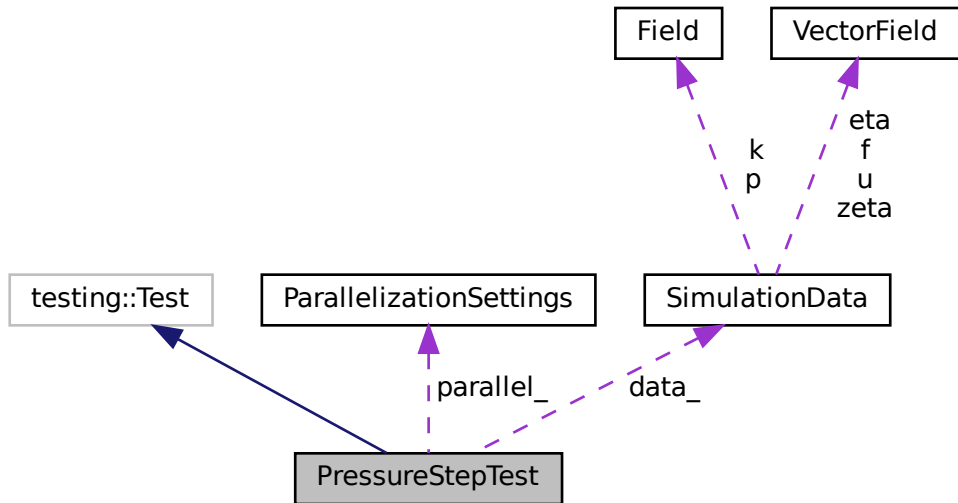 Field
VectorField
k
p
eta
f
u
zeta
testing::Test
ParallelizationSettings
SimulationData
parallel_
data_
PressureStepTest